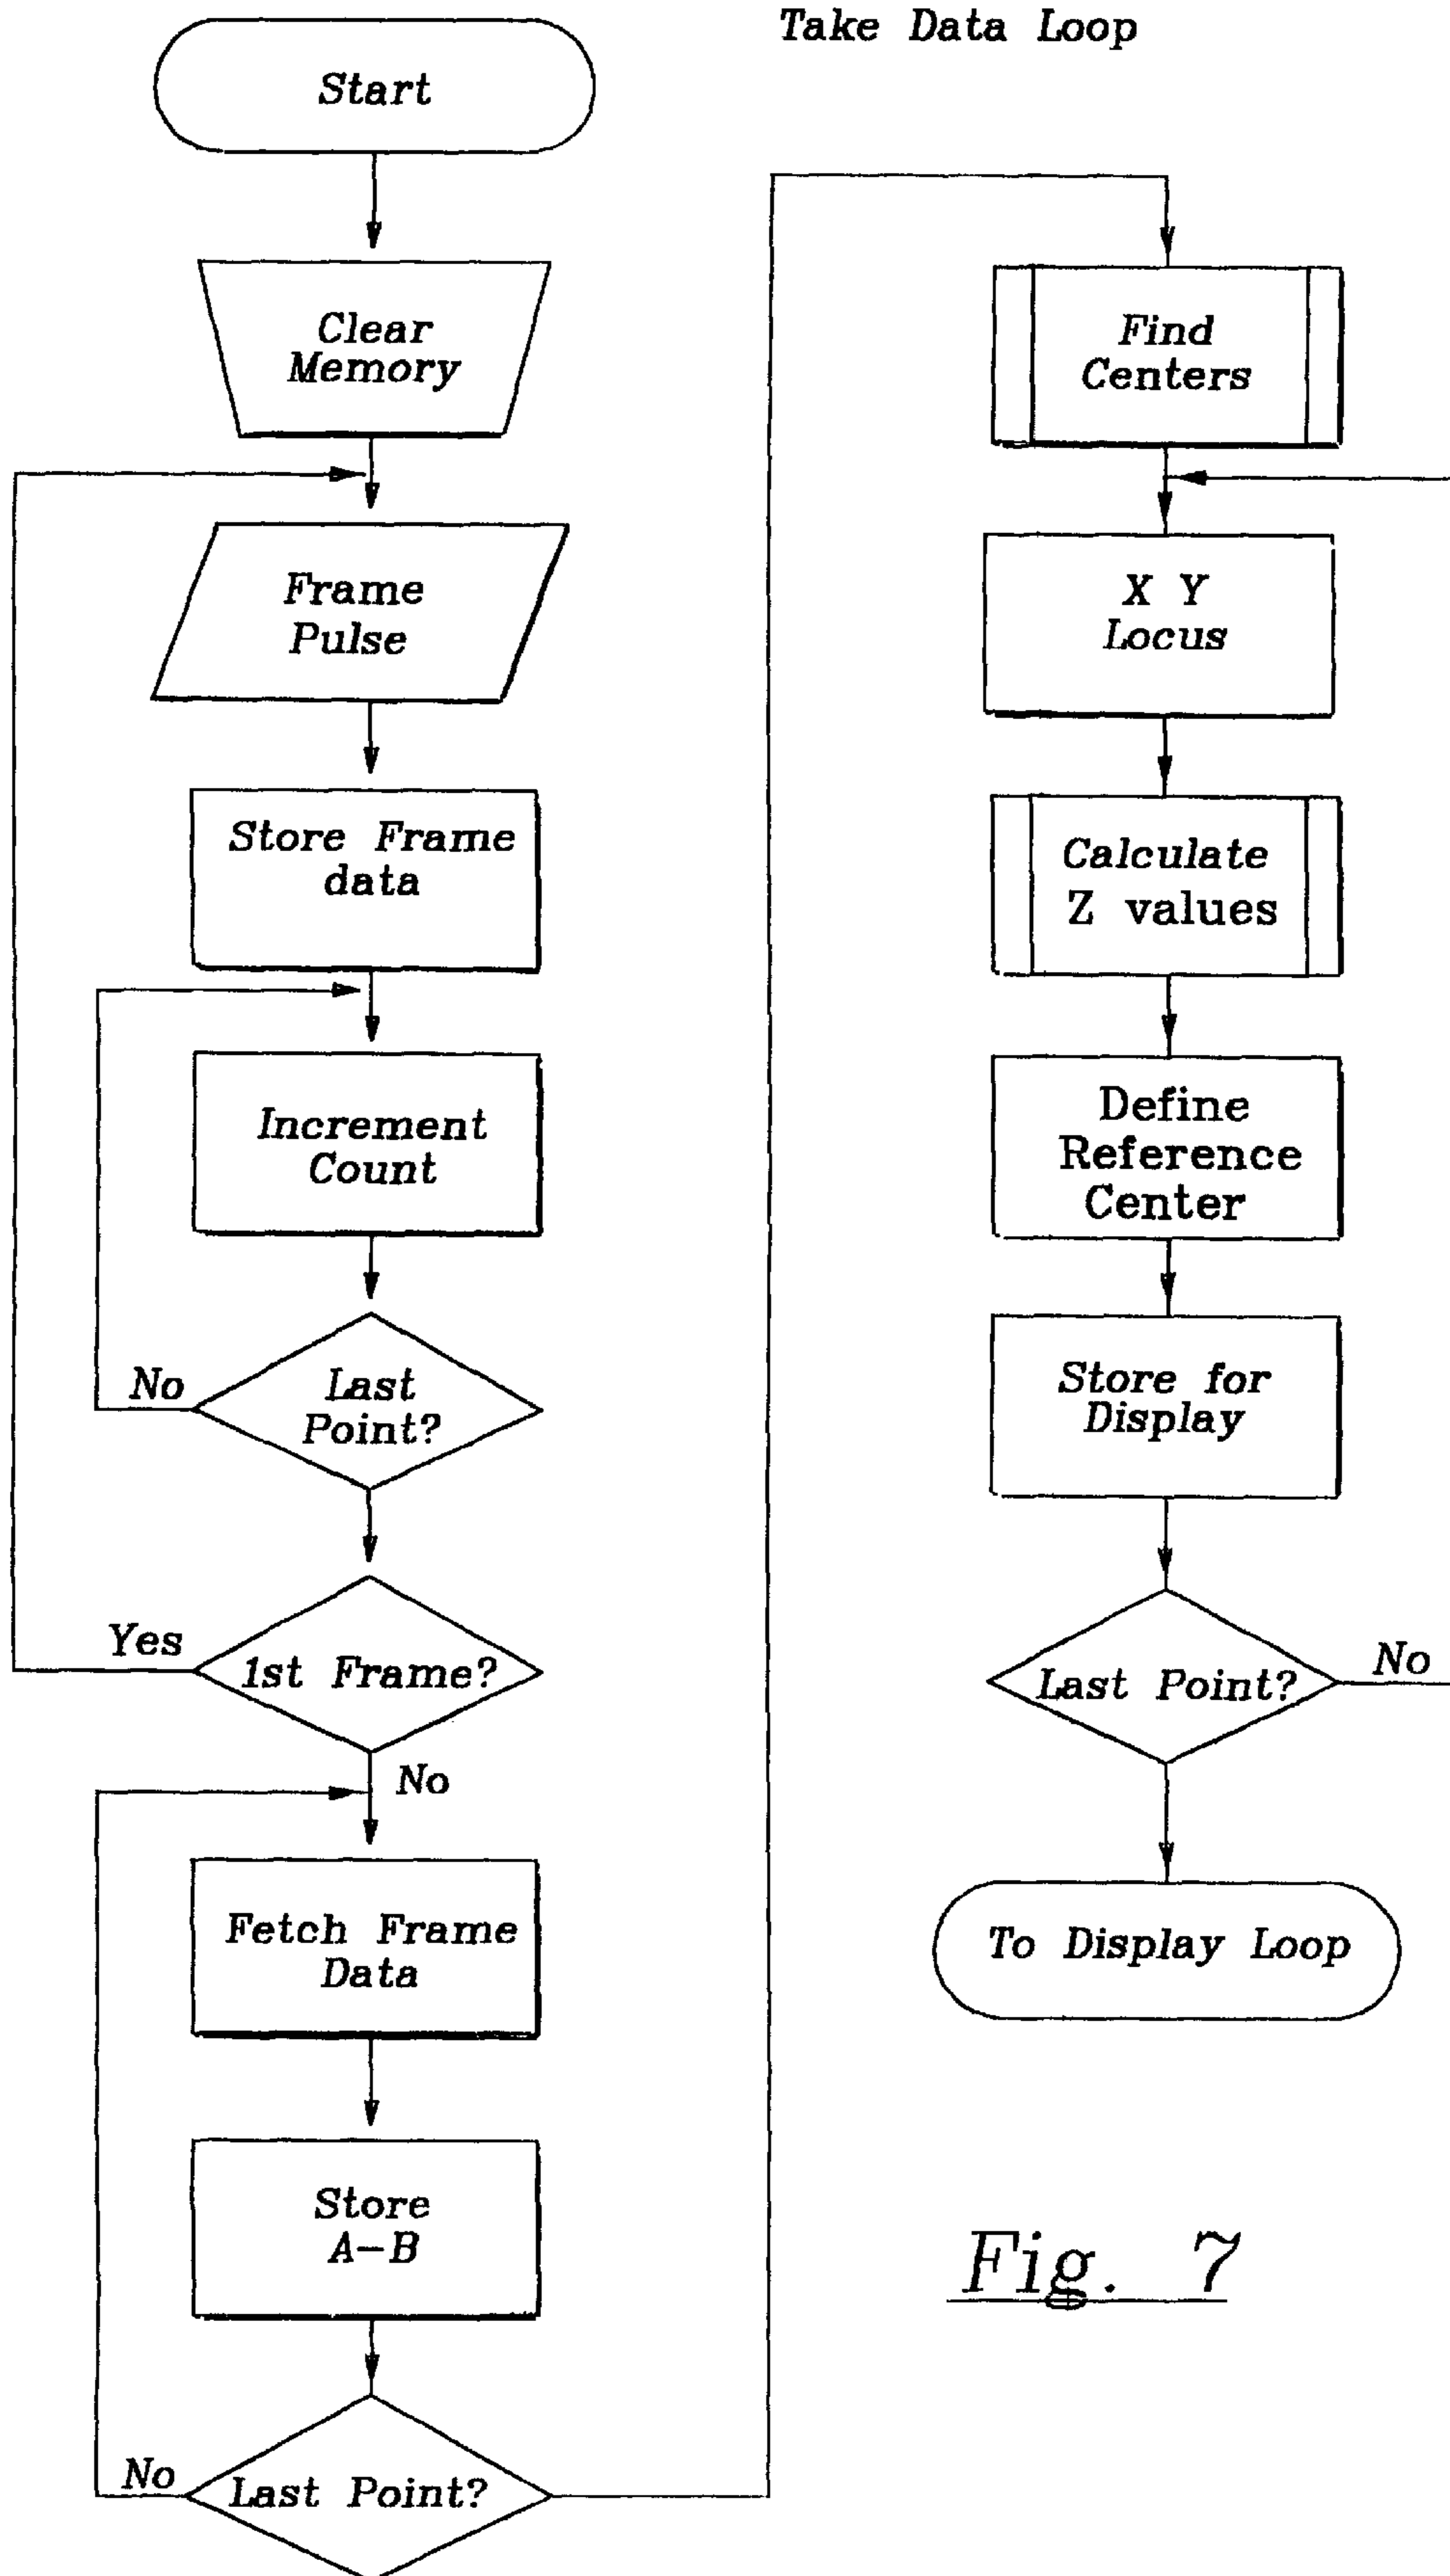 Take Data Loop
Start
Clear
Memory
Frame
Pulse
Store Frame
data
Increment
Count
No
Last
Point?
Yes
1st Frame?
No
Fetch Frame
Data
Store
A-B
No
Last Point?
Find
Centers
X Y
Locus
Calculate
Z values
Define
Reference
Center
Store for
Display
Last Point?
No
To Display Loop
Fig. 7